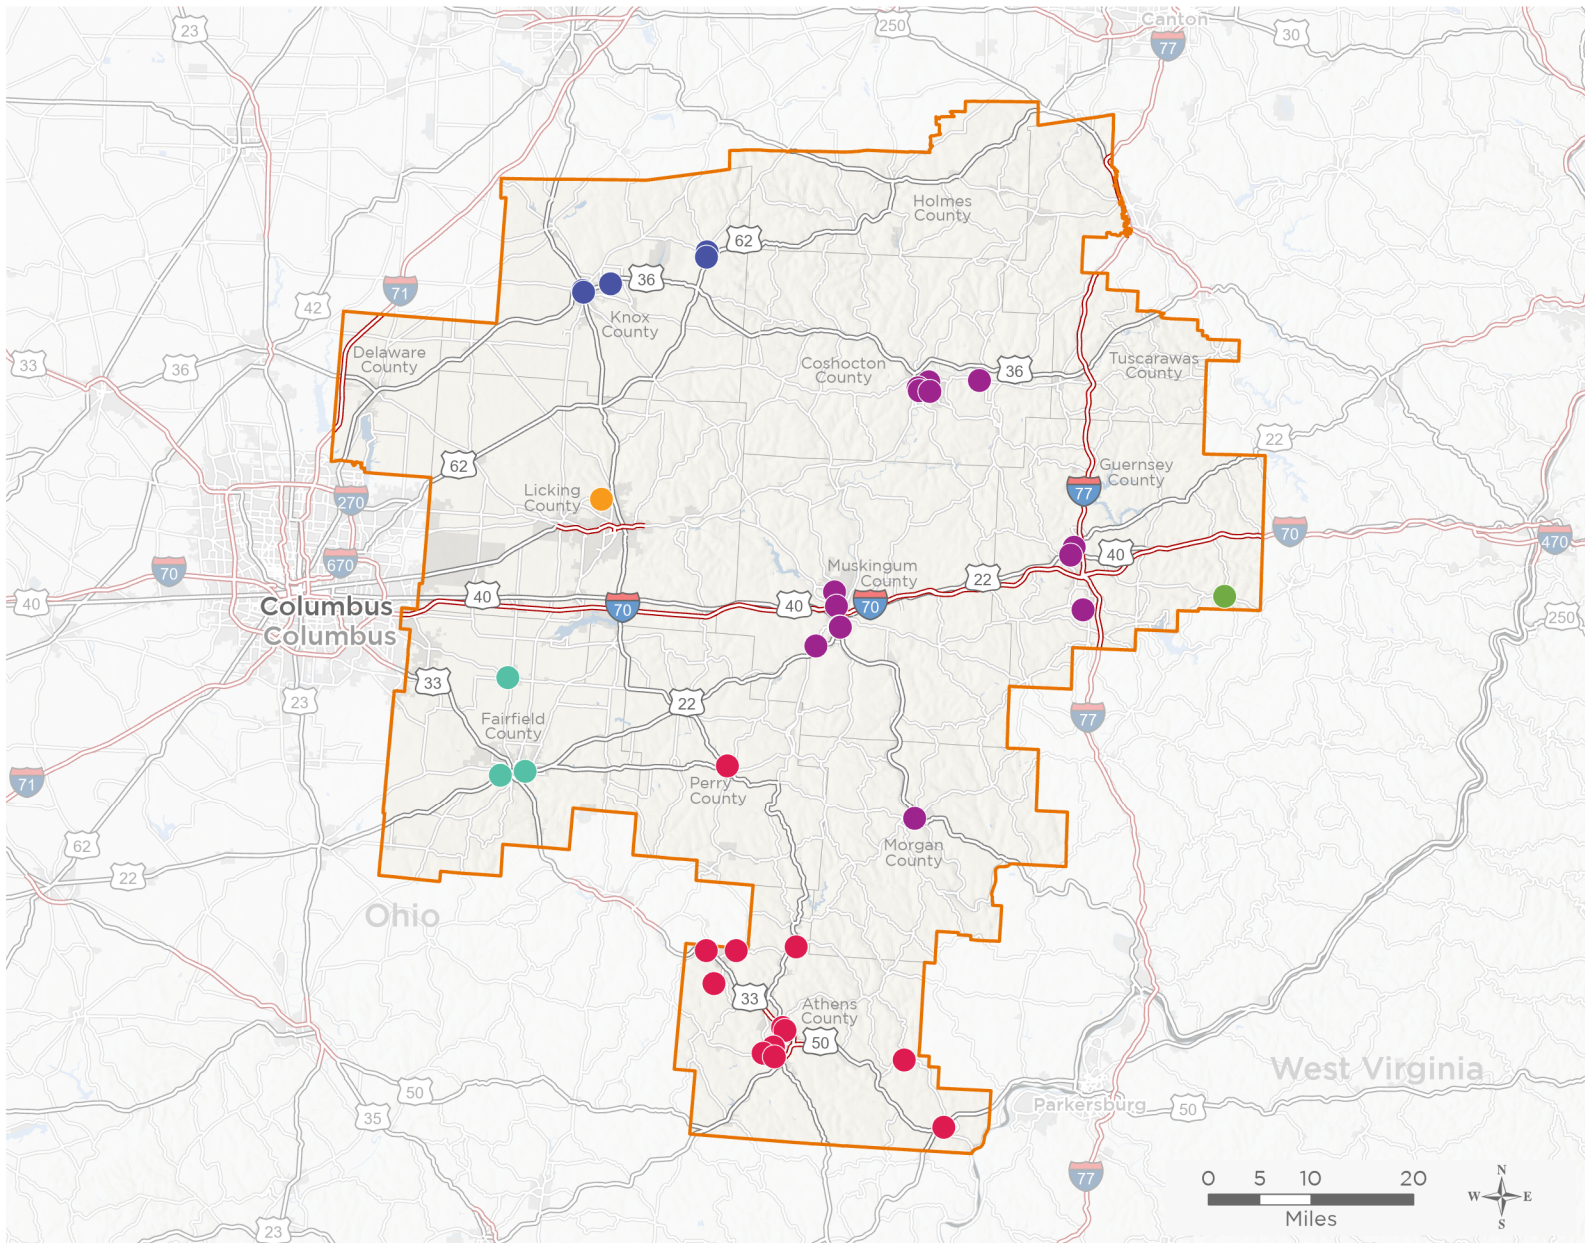 23
250
Canton
30
77
Holmes
County
62
36
71
42
Knox
County
33
36
Delaware
County
Coshocton
County
36
Tuscarawas
County
22
62
Guernsey
County
77
270
Licking
County
70
470
670
70
40
Muskingum
County
22
40
40
40
70
70
Columbus
Columbus
250
33
23
22
77
Fairfield
County
71
Perry
County
62
22
Morgan
County
Ohio
33
Athens
County
50
West Virginia
50
35
Parkersburg
50
77
0 5 10 20
Miles
N
W E
S
23